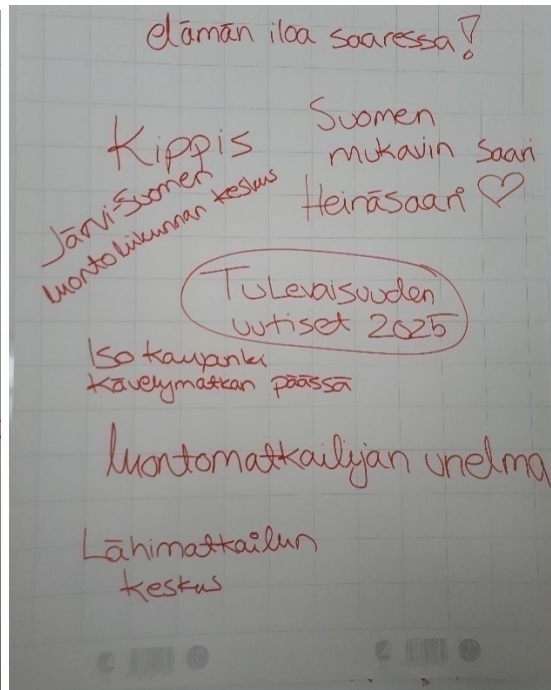 elämän iloa saaressa!
Kippis
Suomen
mukavin saari
Heinäsaari ♡
Järvi-Suomen
luontoliikunnan keskus
Tulevaisuuden
uutiset 2025
Iso kaupunki
kävelymatkan päässä
luontomatkailijan unelma
Lähimatkailun
keskus